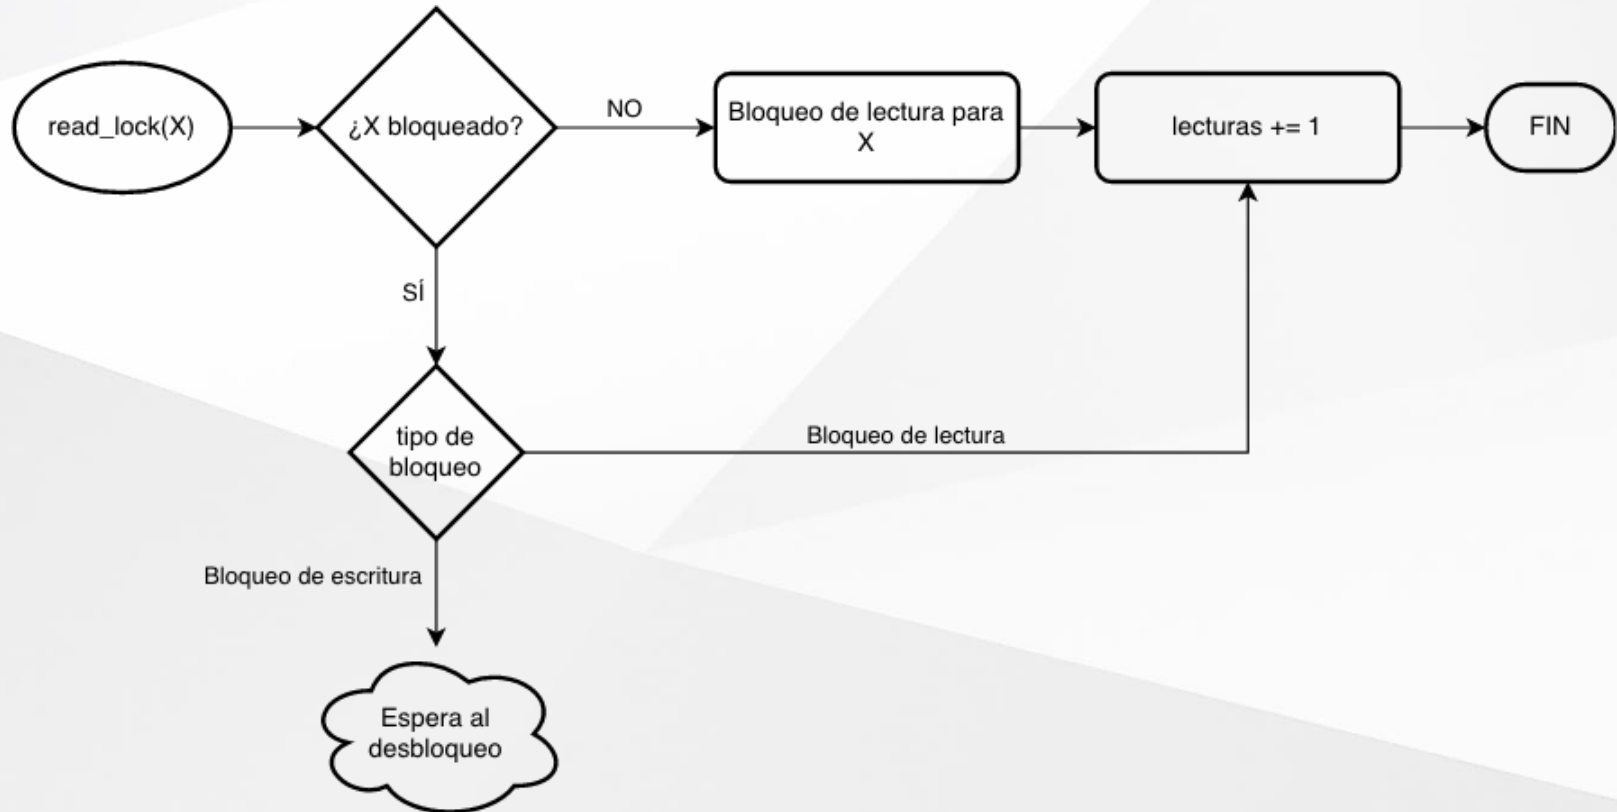 read_lock(X)
¿X bloqueado?
NO
Bloqueo de lectura para
X
lecturas += 1
FIN
SÍ
tipo de
bloqueo
Bloqueo de lectura
Bloqueo de escritura
Espera al
desbloqueo